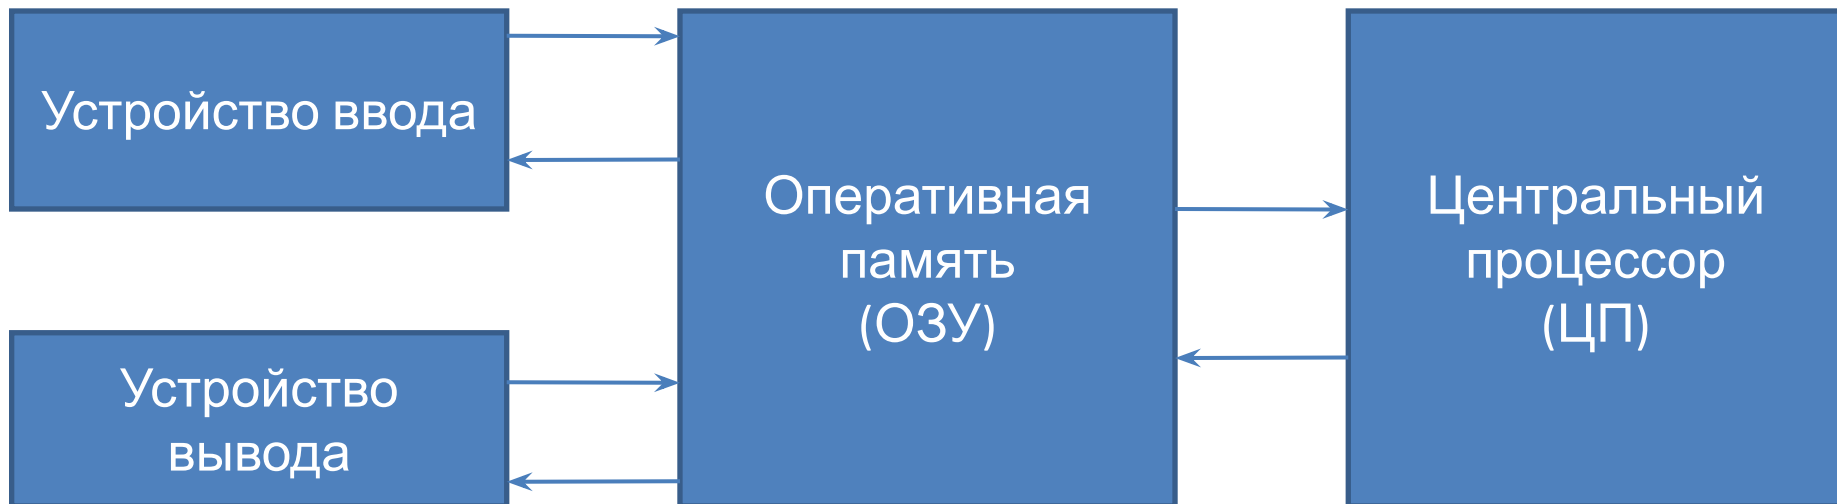 Устройство ввода
Оперативная
память
(ОЗУ)
Центральный
процессор
(ЦП)
Устройство
вывода